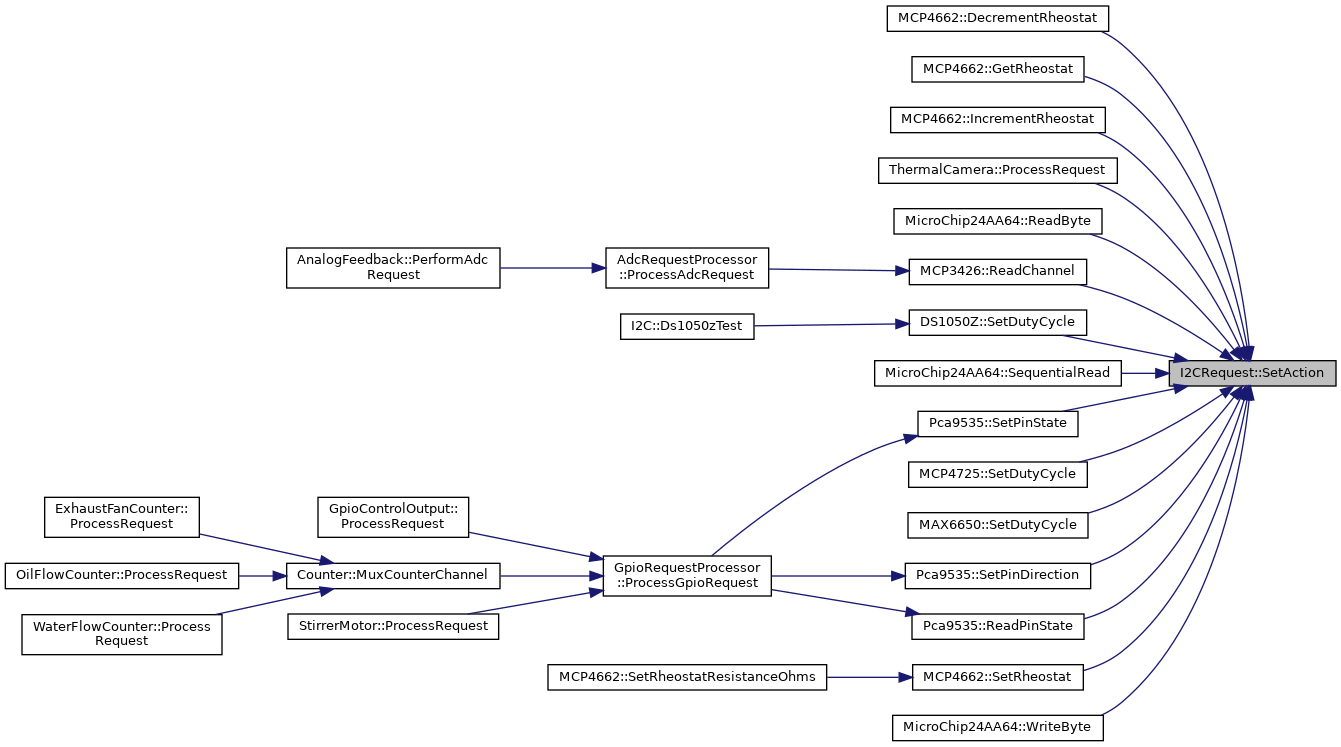 MCP4662::DecrementRheostat
MCP4662::GetRheostat
MCP4662::IncrementRheostat
ThermalCamera::ProcessRequest
MicroChip24AA64::ReadByte
AnalogFeedback::PerformAdc
Request
AdcRequestProcessor
::ProcessAdcRequest
MCP3426::ReadChannel
I2C::Ds1050zTest
DS1050Z::SetDutyCycle
MicroChip24AA64::SequentialRead
I2CRequest::SetAction
Pca9535::SetPinState
MCP4725::SetDutyCycle
ExhaustFanCounter::
ProcessRequest
GpioControlOutput::
ProcessRequest
MAX6650::SetDutyCycle
OilFlowCounter::ProcessRequest
Counter::MuxCounterChannel
GpioRequestProcessor
::ProcessGpioRequest
Pca9535::SetPinDirection
WaterFlowCounter::Process
Request
StirrerMotor::ProcessRequest
Pca9535::ReadPinState
MCP4662::SetRheostatResistanceOhms
MCP4662::SetRheostat
MicroChip24AA64::WriteByte